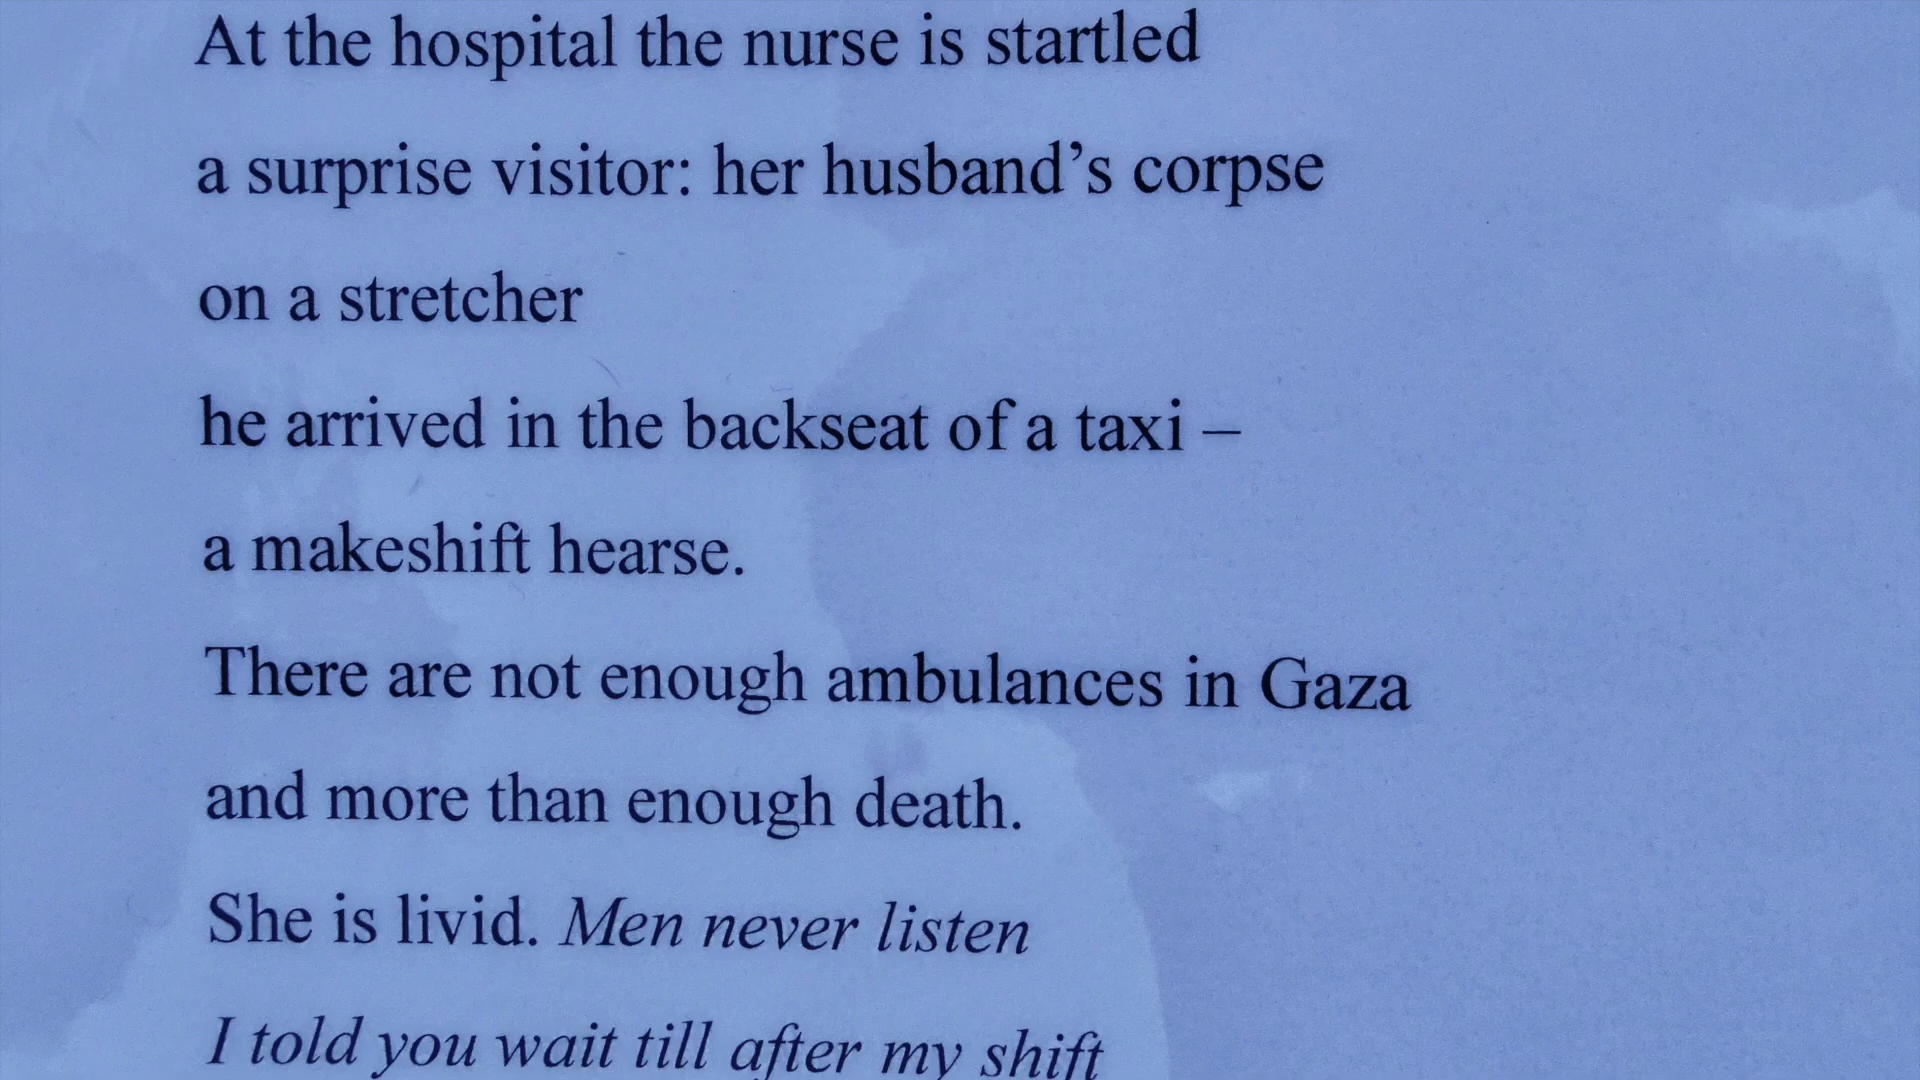 At the hospital the nurse is startled
a surprise visitor: her husband’s corpse
on a stretcher
he arrived in the backseat of a taxi –
a makeshift hearse.
There are not enough ambulances in Gaza
and more than enough death.
She is livid. Men never listen
I told you wait till after my shift